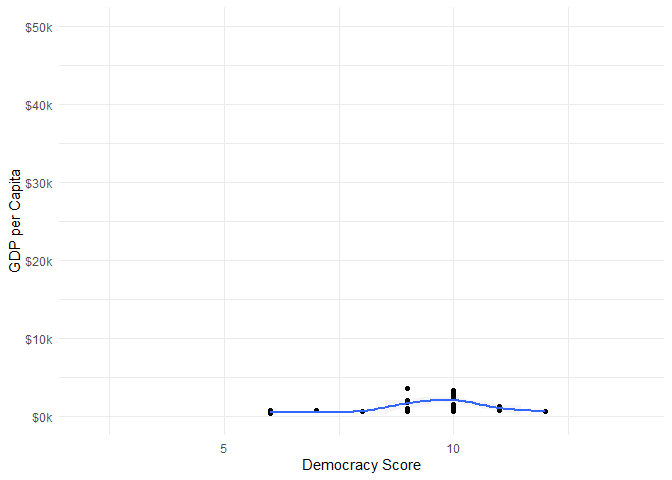 $50k
$40k
$30k
$20k
$10k
$0k
GDP per Capita
5 10
Democracy Score